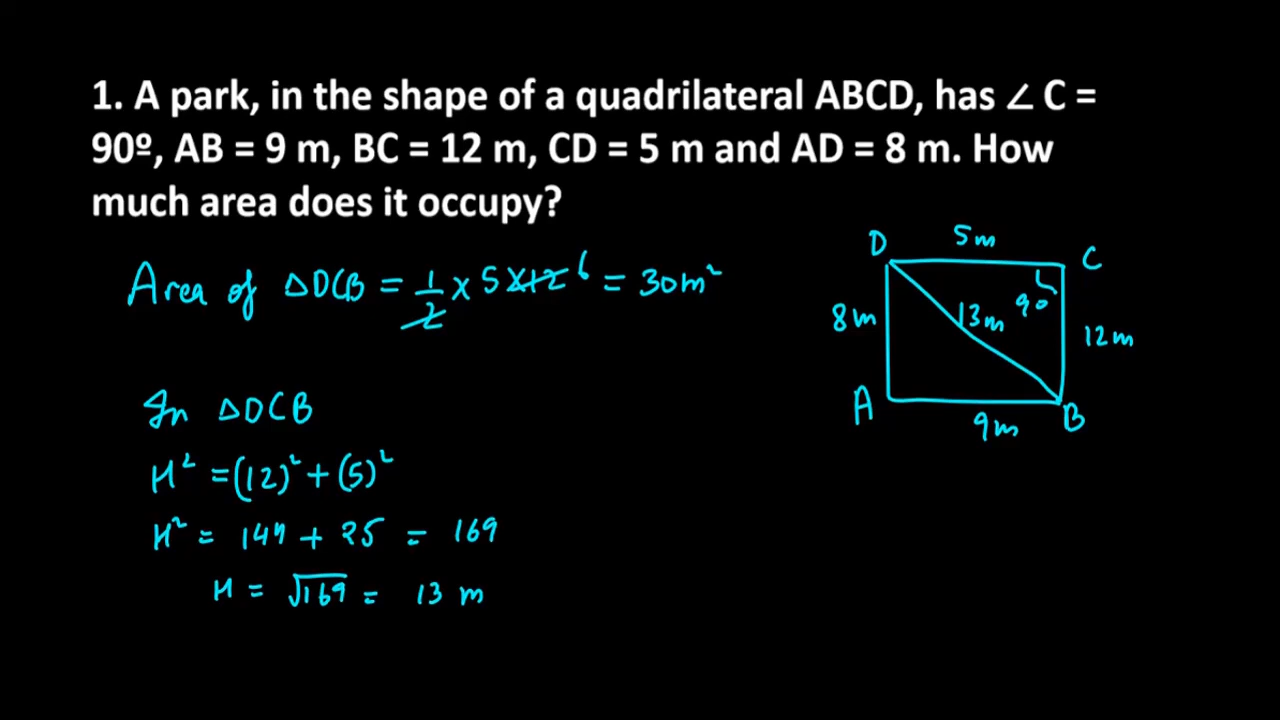 1. A park, in the shape of a quadrilateral ABCD, has ∠ C =
90º, AB = 9 m, BC = 12 m, CD = 5 m and AD = 8 m. How
much area does it occupy?
Area of ΔDCB = 1/2 x 5 x 12 6 = 30m²
D 5m C
8m 13m 90 12m
A 9m B
In ΔDCB
H² = (12)² + (5)²
H² = 144 + 25 = 169
H = √169 = 13 m